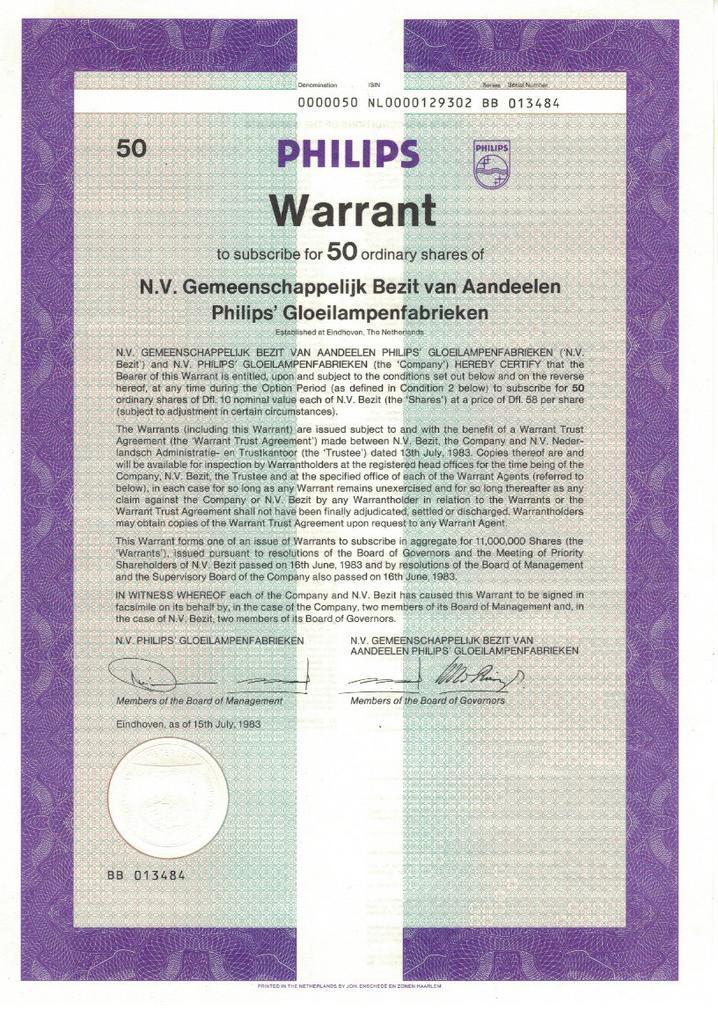 Denomination ISIN Series Serial Number
0000050 NL0000129302 BB 013484
50 PHILIPS PHILIPS
Warrant
to subscribe for 50 ordinary shares of
N.V. Gemeenschappelijk Bezit van Aandeelen
Philips' Gloeilampenfabrieken
Established at Eindhoven, The Netherlands
N.V. GEMEENSCHAPPELIJK BEZIT VAN AANDEELEN PHILIPS' GLOEILAMPENFABRIEKEN ('N.V.
Bezit') and N.V. PHILIPS' GLOEILAMPENFABRIEKEN (the 'Company') HEREBY CERTIFY that the
Bearer of this Warrant is entitled, upon and subject to the conditions set out below and on the reverse
hereof, at any time during the Option Period (as defined in Condition 2 below) to subscribe for 50
ordinary shares of Dfl. 10 nominal value each of N.V. Bezit (the 'Shares') at a price of Dfl. 58 per share
(subject to adjustment in certain circumstances).
The Warrants (including this Warrant) are issued subject to and with the benefit of a Warrant Trust
Agreement (the 'Warrant Trust Agreement') made between N.V. Bezit, the Company and N.V. Neder-
landsch Administratie- en Trustkantoor (the 'Trustee') dated 13th July, 1983. Copies thereof are and
will be available for inspection by Warrantholders at the registered head offices for the time being of the
Company, N.V. Bezit, the Trustee and at the specified office of each of the Warrant Agents (referred to
below), in each case for so long as any Warrant remains unexercised and for so long thereafter as any
claim against the Company or N.V. Bezit by any Warrantholder in relation to the Warrants or the
Warrant Trust Agreement shall not have been finally adjudicated, settled or discharged. Warrantholders
may obtain copies of the Warrant Trust Agreement upon request to any Warrant Agent.
This Warrant forms one of an issue of Warrants to subscribe in aggregate for 11,000,000 Shares (the
'Warrants'), issued pursuant to resolutions of the Board of Governors and the Meeting of Priority
Shareholders of N.V. Bezit passed on 16th June, 1983 and by resolutions of the Board of Management
and the Supervisory Board of the Company also passed on 16th June, 1983.
IN WITNESS WHEREOF each of the Company and N.V. Bezit has caused this Warrant to be signed in
facsimile on its behalf by, in the case of the Company, two members of its Board of Management and, in
the case of N.V. Bezit, two members of its Board of Governors.
N.V. PHILIPS' GLOEILAMPENFABRIEKEN
N.V. GEMEENSCHAPPELIJK BEZIT VAN
AANDEELEN PHILIPS' GLOEILAMPENFABRIEKEN
Members of the Board of Management
Members of the Board of Governors
Eindhoven, as of 15th July, 1983
BB 013484
PRINTED IN THE NETHERLANDS BY JOH. ENSCHEDÉ EN ZONEN HAARLEM